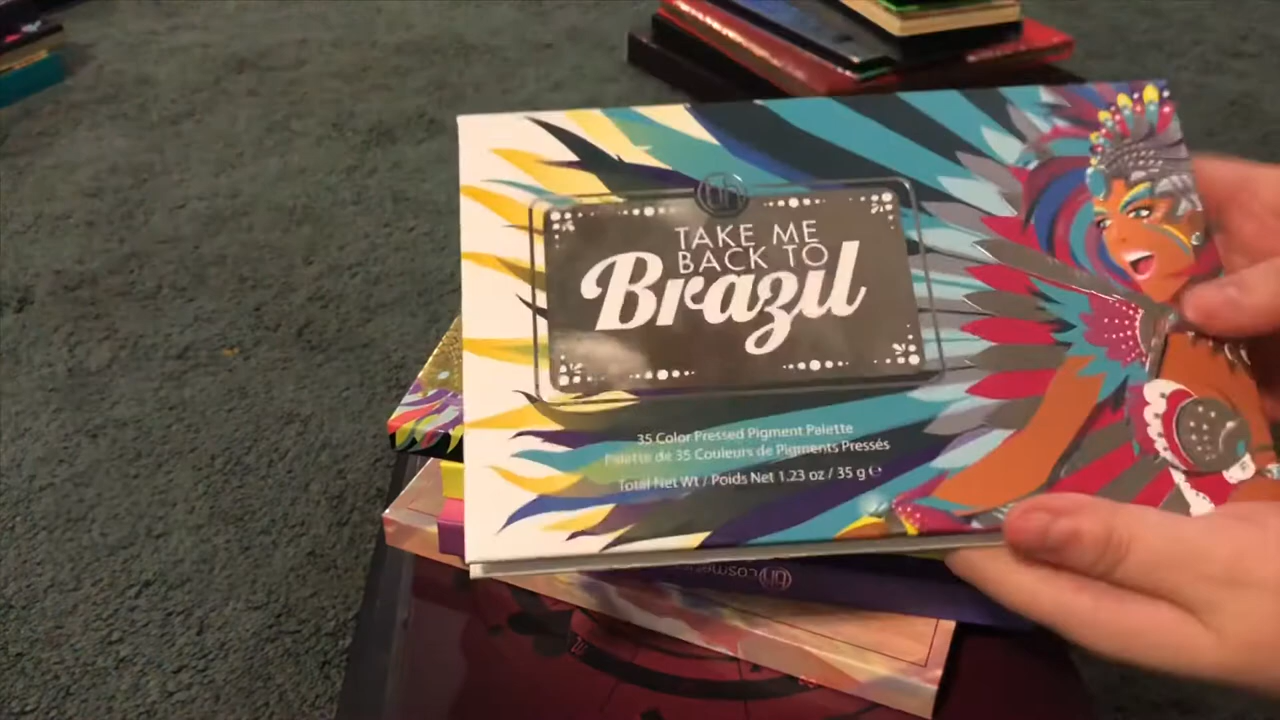 bh
TAKE ME
BACK TO
Brazil
35 Color Pressed Pigment Palette
Palette de 35 Couleurs de Pigments Pressés
Total Net Wt / Poids Net 1.23 oz / 35 g ℮
bh cosmetics